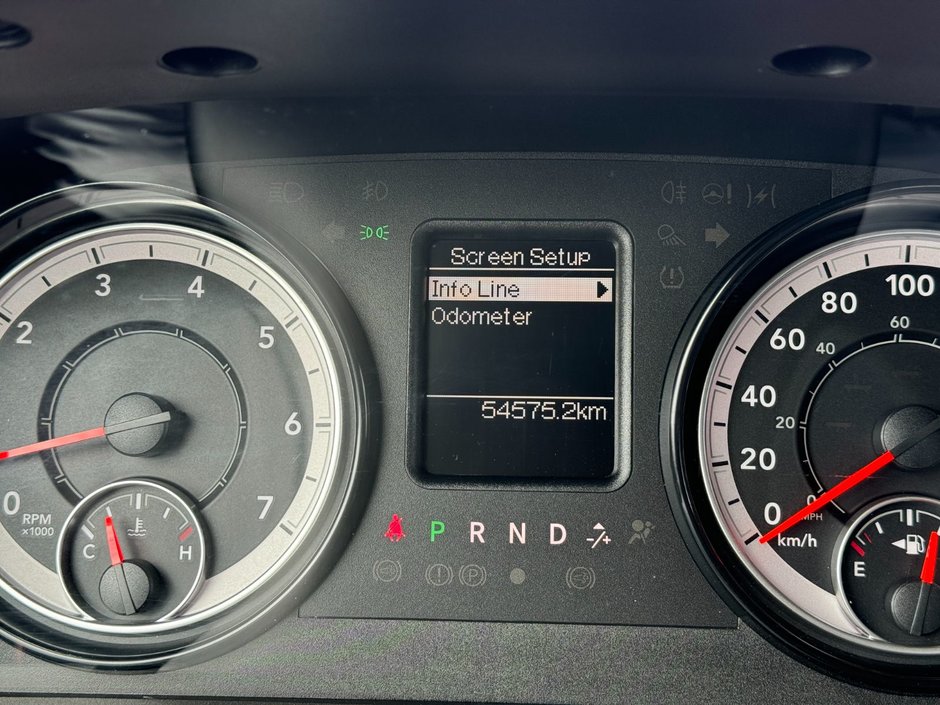 Screen Setup
Info Line
Odometer
54575.2km
P R N D -/+
0 2 3 4 5 6 7
RPM
x1000
C H
0 20 40 60 80 100
0 20 40 60
MPH
km/h
E